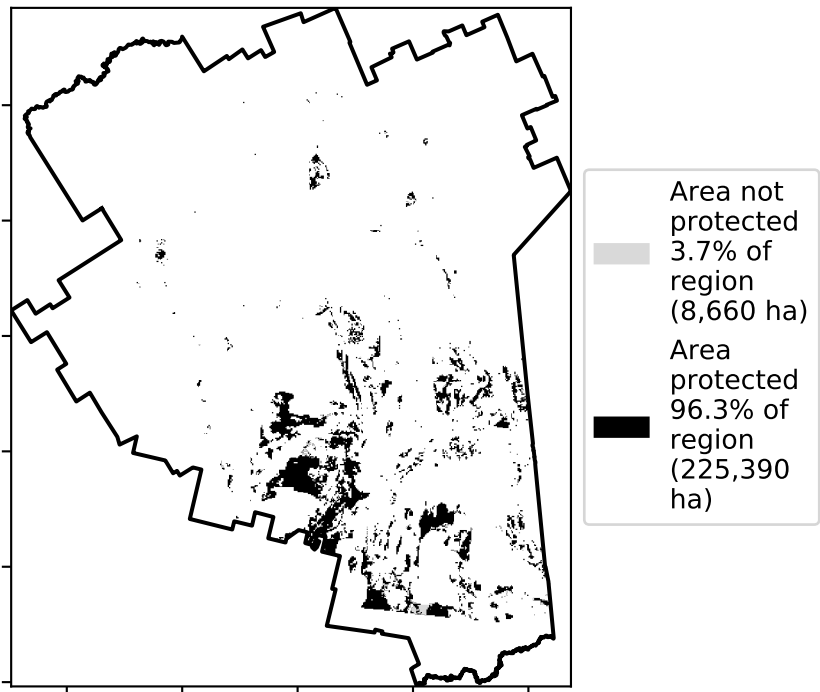 Area not
protected
3.7% of
region
(8,660 ha)
Area
protected
96.3% of
region
(225,390
ha)